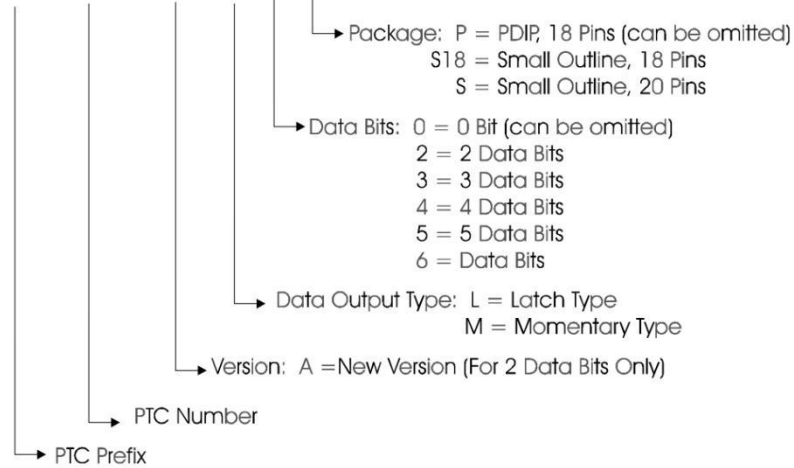 Package: P = PDIP, 18 Pins (can be omitted)
S18 = Small Outline, 18 Pins
S = Small Outline, 20 Pins
Data Bits: 0 = 0 Bit (can be omitted)
2 = 2 Data Bits
3 = 3 Data Bits
4 = 4 Data Bits
5 = 5 Data Bits
6 = Data Bits
Data Output Type: L = Latch Type
M = Momentary Type
Version: A =New Version (For 2 Data Bits Only)
PTC Number
PTC Prefix